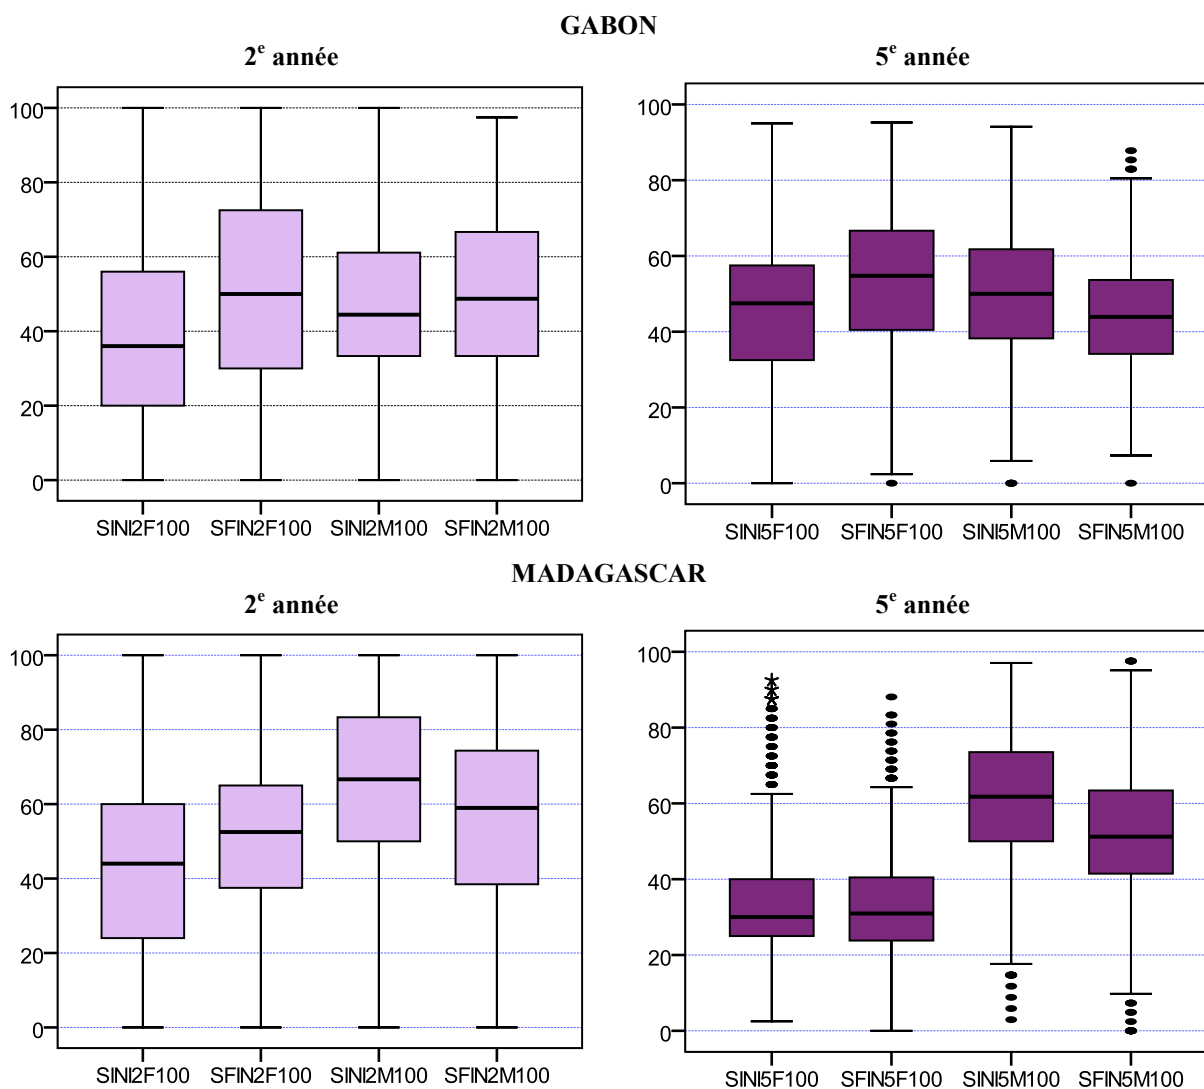 GABON
2e année
5e année
100
80
60
40
20
0
SINI2F100 SFIN2F100 SINI2M100 SFIN2M100
100
80
60
40
20
0
SINI5F100 SFIN5F100 SINI5M100 SFIN5M100
MADAGASCAR
2e année
5e année
100
80
60
40
20
0
SINI2F100 SFIN2F100 SINI2M100 SFIN2M100
100
80
60
40
20
0
SINI5F100 SFIN5F100 SINI5M100 SFIN5M100